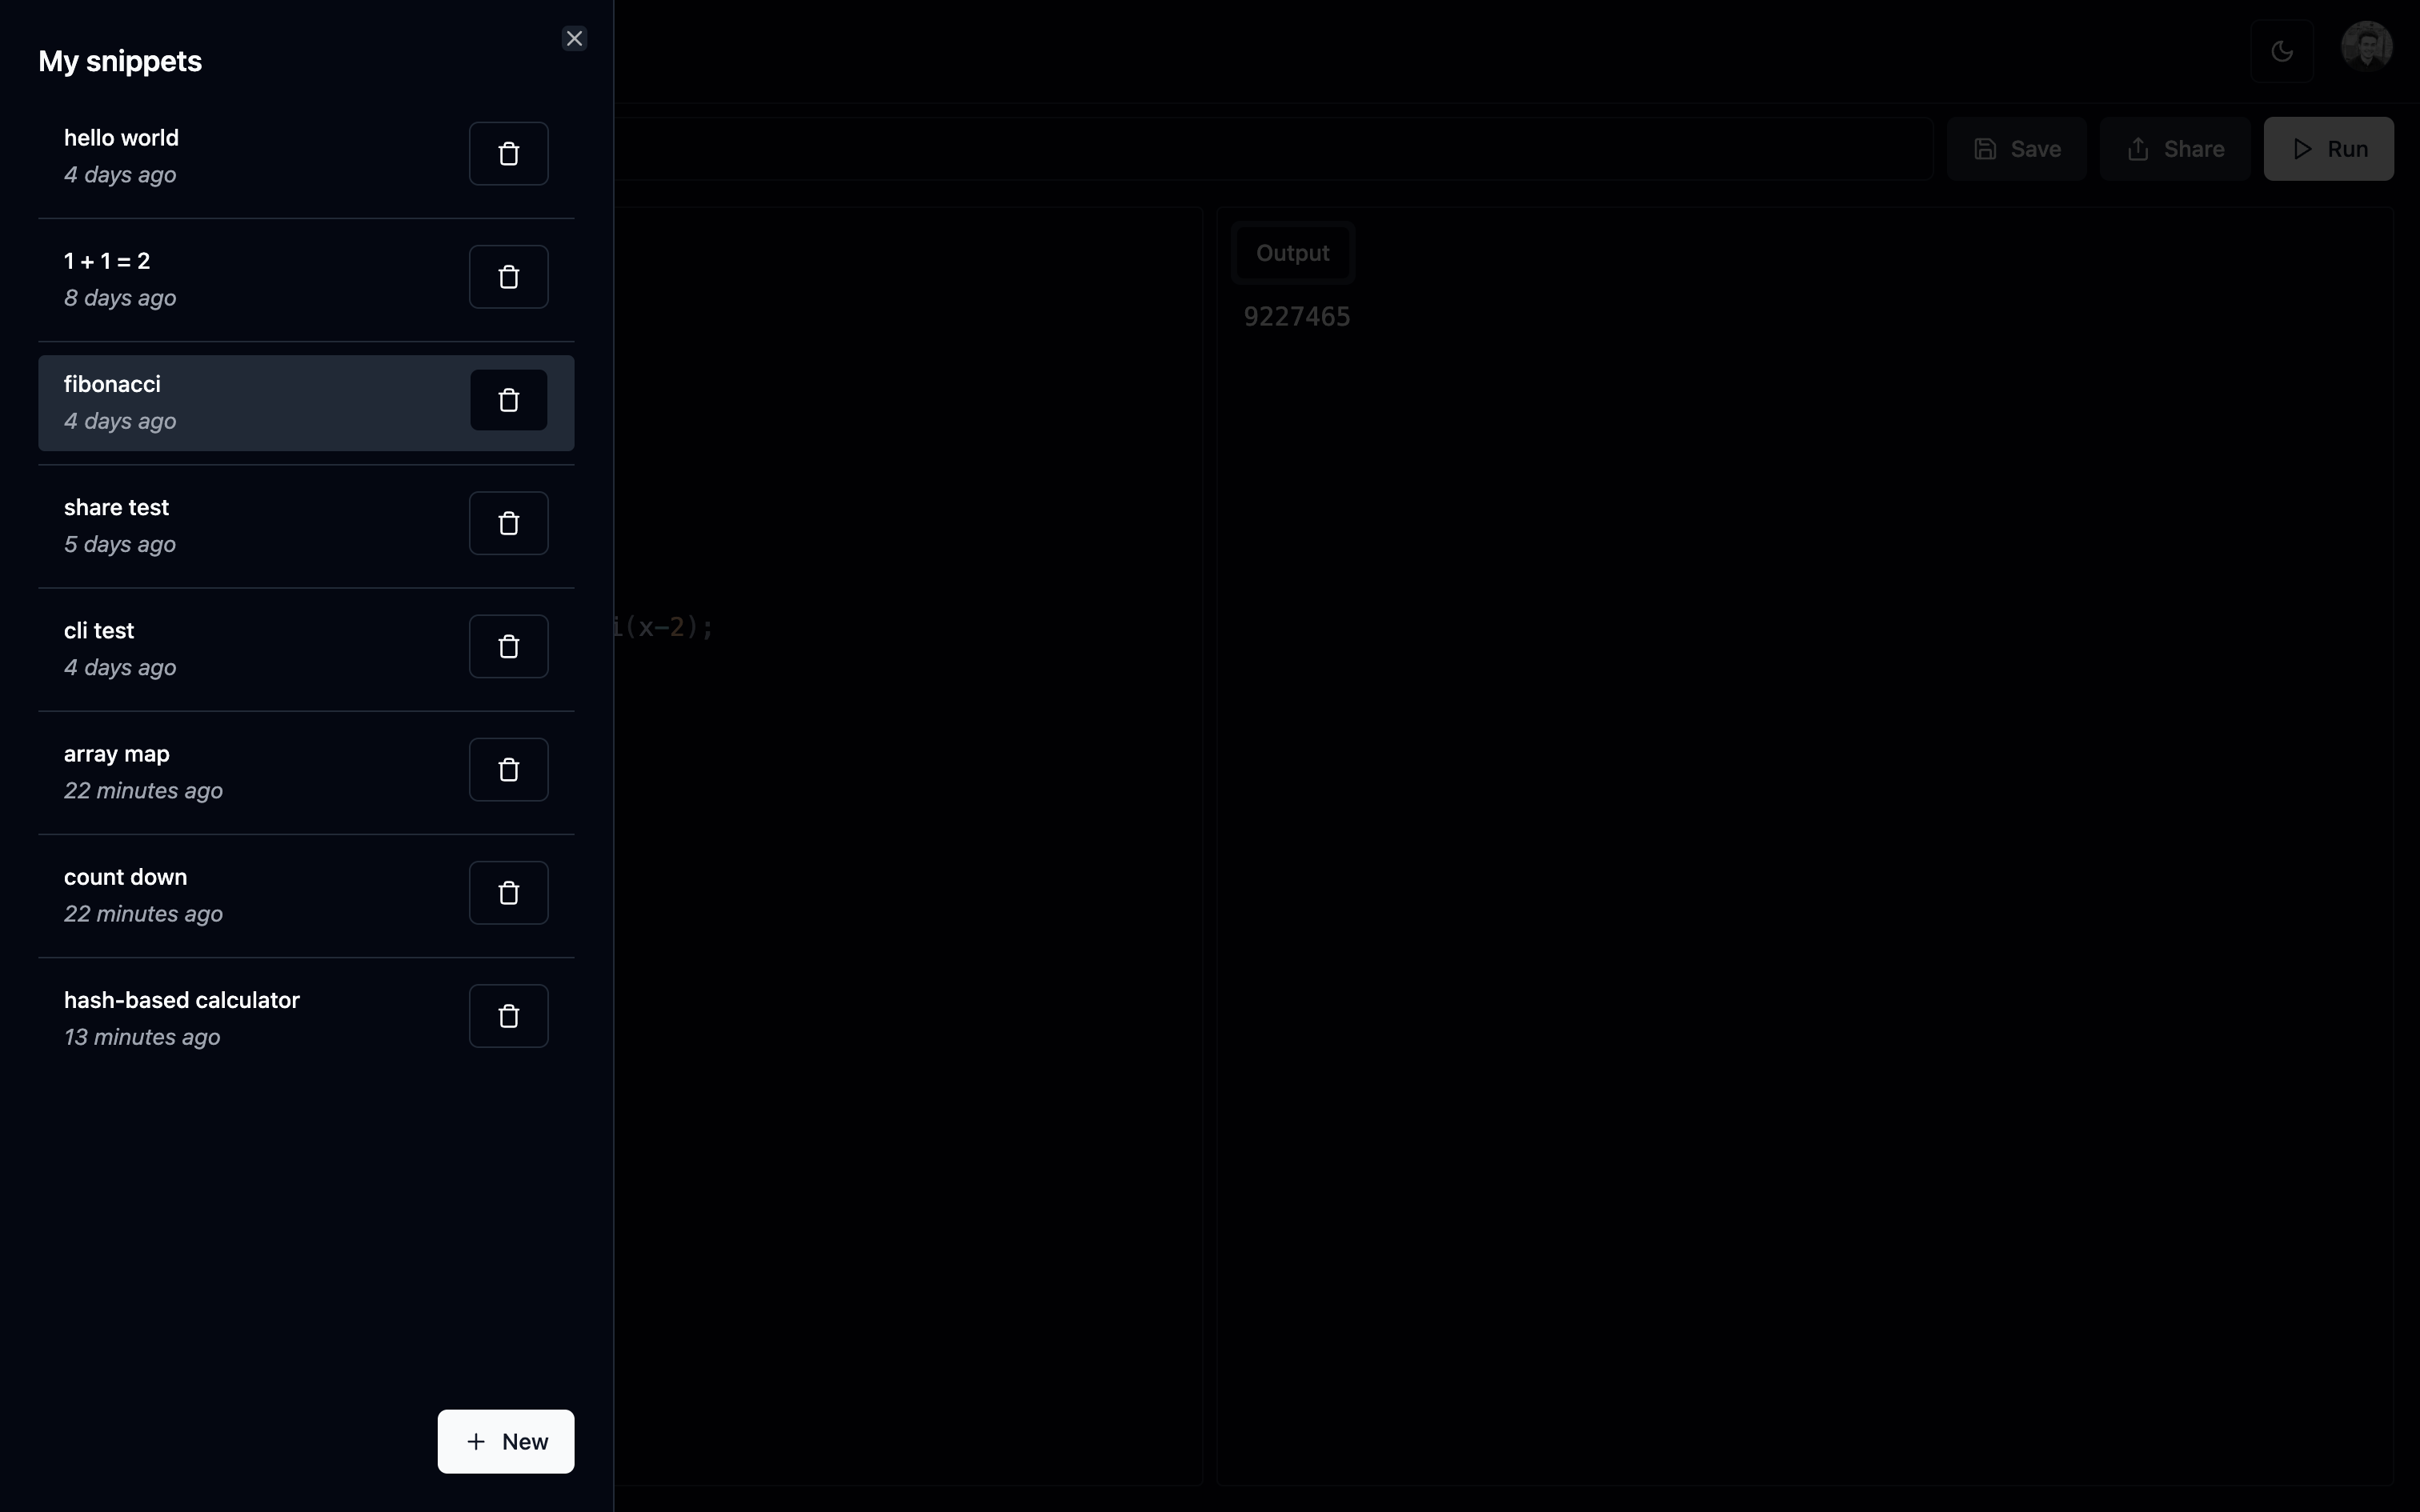 My snippets
hello world
4 days ago
1 + 1 = 2
8 days ago
fibonacci
4 days ago
share test
5 days ago
cli test
4 days ago
array map
22 minutes ago
count down
22 minutes ago
hash-based calculator
13 minutes ago
+ New
Save
Share
Run
Output
9227465
i(x-2);